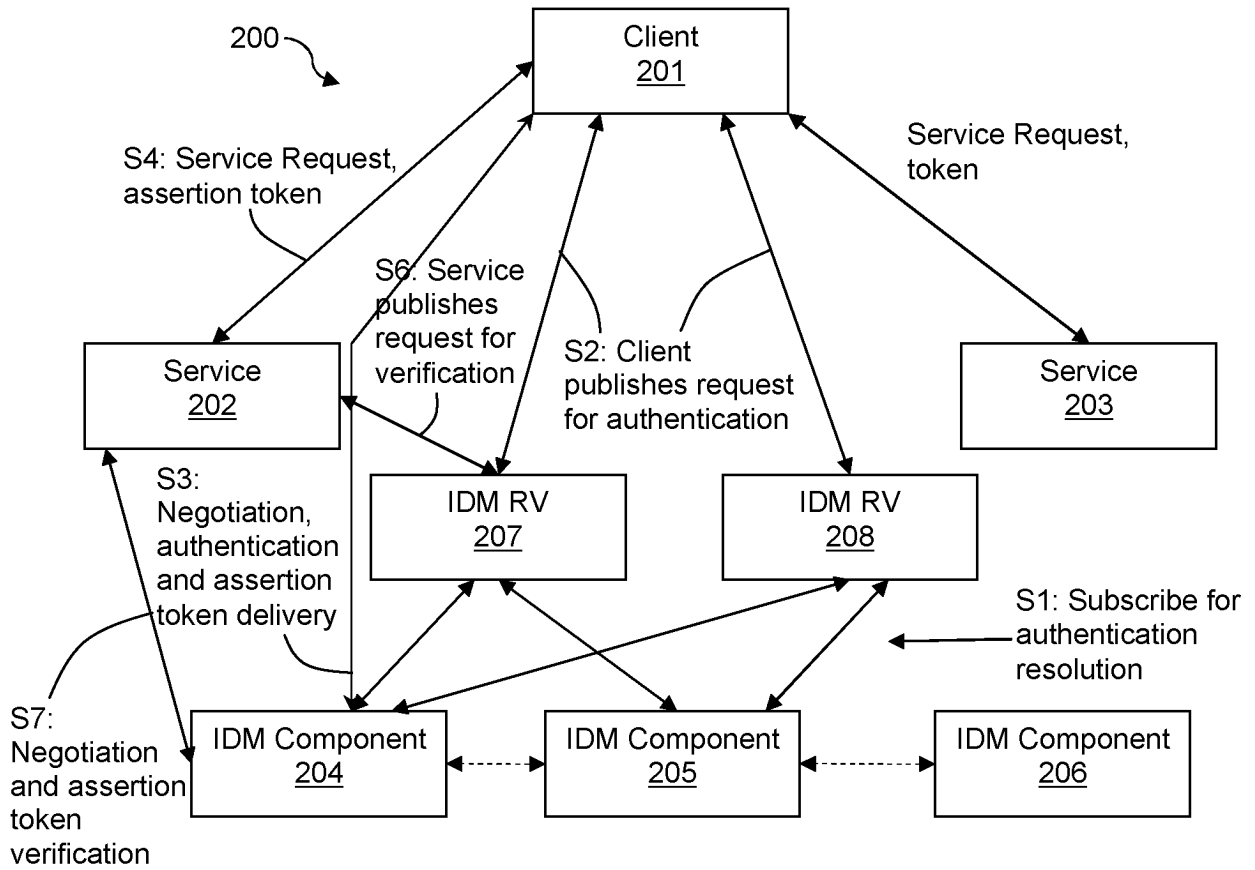 200
Client
201
S4: Service Request,
assertion token
Service Request,
token
S6: Service
publishes
request for
verification
S2: Client
publishes request
for authentication
Service
202
Service
203
S3:
Negotiation,
authentication
and assertion
token delivery
IDM RV
207
IDM RV
208
S1: Subscribe for
authentication
resolution
S7:
Negotiation
and assertion
token
verification
IDM Component
204
IDM Component
205
IDM Component
206